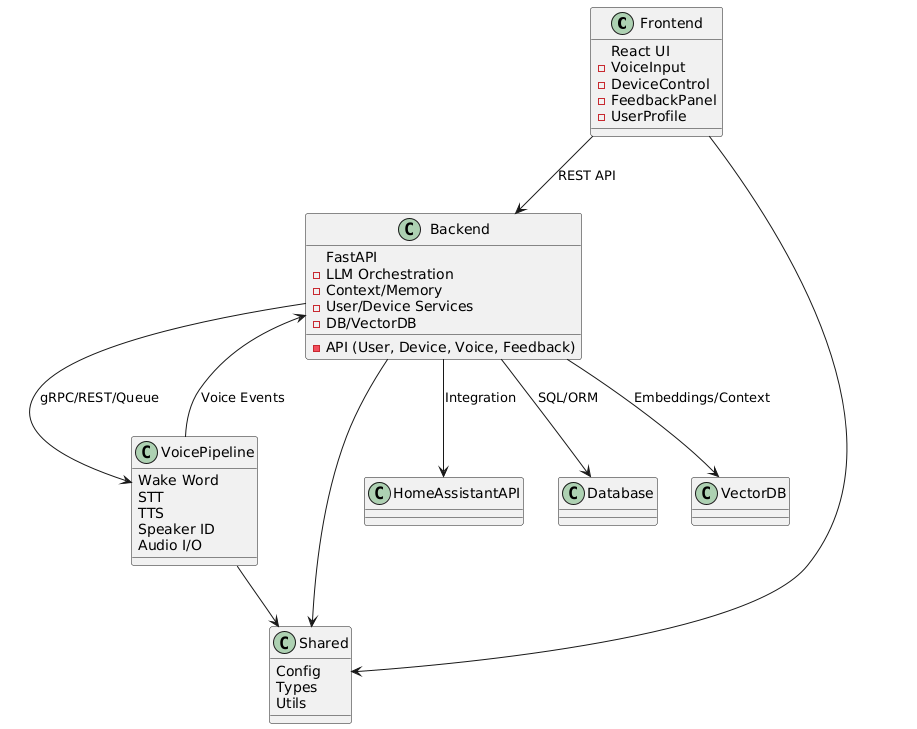 C Frontend
React UI
VoiceInput
DeviceControl
FeedbackPanel
UserProfile
REST API
C Backend
FastAPI
LLM Orchestration
Context/Memory
User/Device Services
DB/VectorDB
API (User, Device, Voice, Feedback)
gRPC/REST/Queue
Voice Events
Integration
SQL/ORM
Embeddings/Context
C VoicePipeline
Wake Word
STT
TTS
Speaker ID
Audio I/O
C HomeAssistantAPI
C Database
C VectorDB
C Shared
Config
Types
Utils